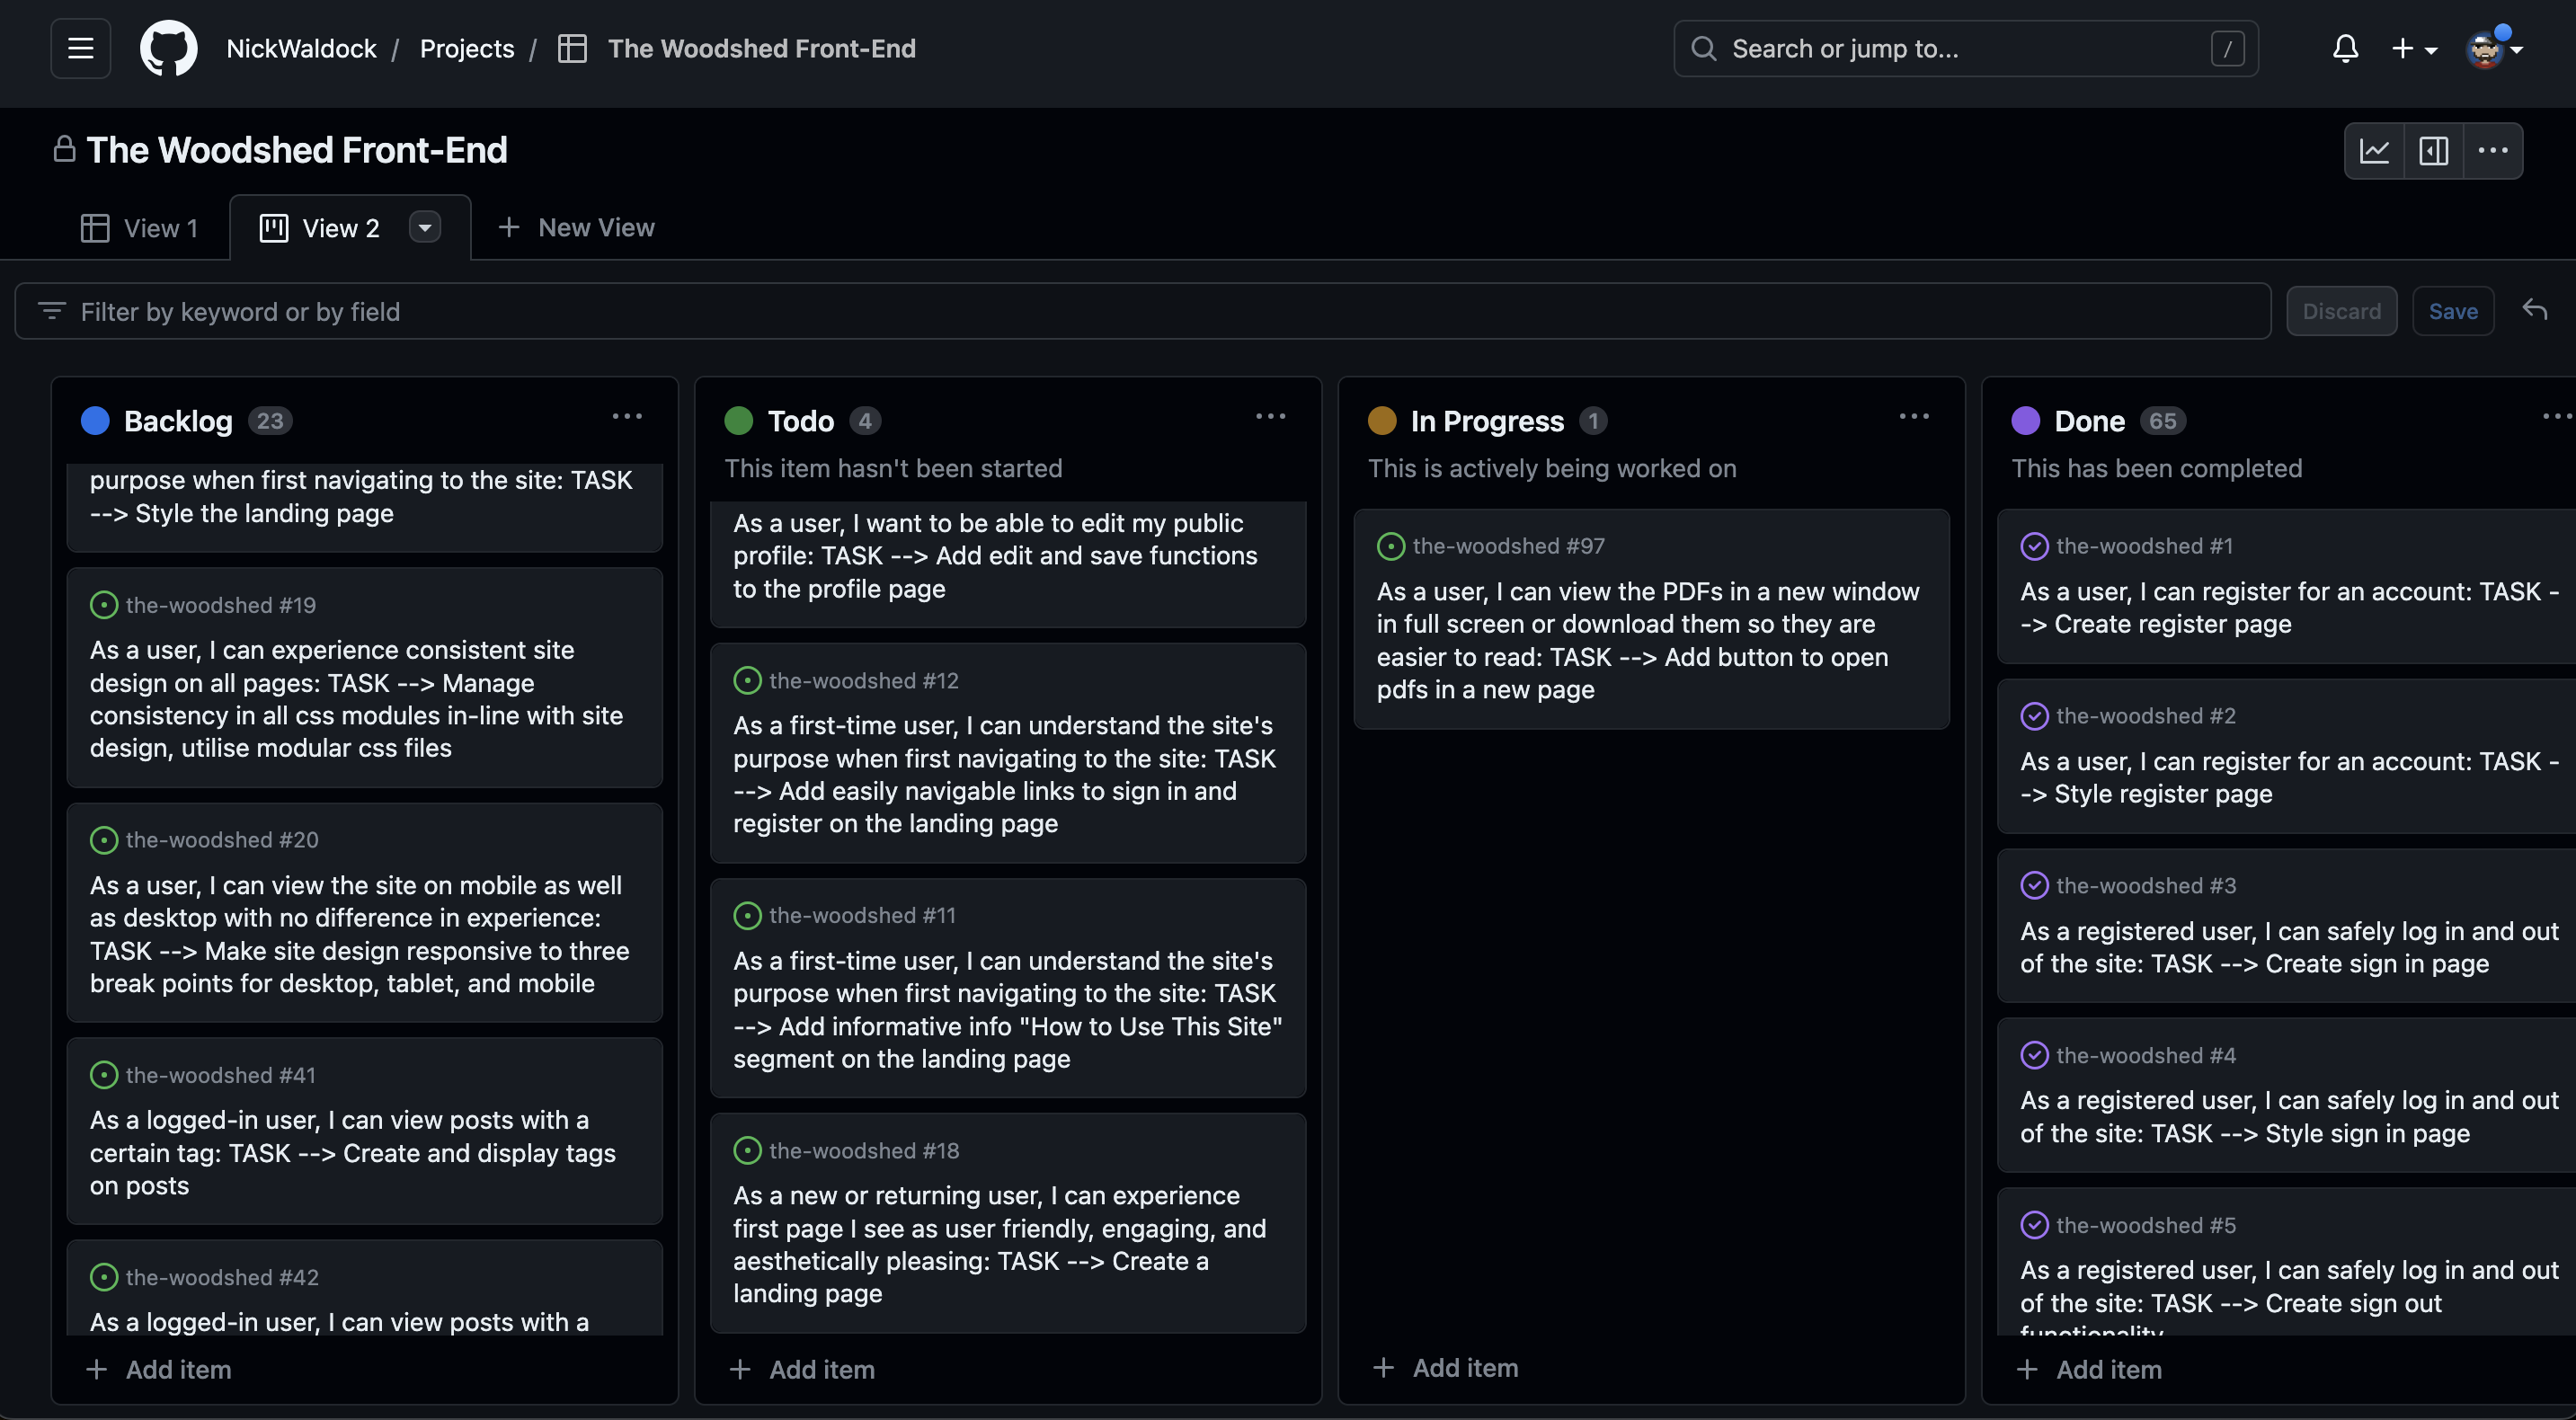 NickWaldock / Projects / The Woodshed Front-End
Search or jump to...
/
The Woodshed Front-End
View 1
View 2
New View
Filter by keyword or by field
Discard
Save
Backlog 23
purpose when first navigating to the site: TASK
--> Style the landing page
the-woodshed #19
As a user, I can experience consistent site
design on all pages: TASK --> Manage
consistency in all css modules in-line with site
design, utilise modular css files
the-woodshed #20
As a user, I can view the site on mobile as well
as desktop with no difference in experience:
TASK --> Make site design responsive to three
break points for desktop, tablet, and mobile
the-woodshed #41
As a logged-in user, I can view posts with a
certain tag: TASK --> Create and display tags
on posts
the-woodshed #42
As a logged-in user, I can view posts with a
+ Add item
Todo 4
This item hasn't been started
As a user, I want to be able to edit my public
profile: TASK --> Add edit and save functions
to the profile page
the-woodshed #12
As a first-time user, I can understand the site's
purpose when first navigating to the site: TASK
--> Add easily navigable links to sign in and
register on the landing page
the-woodshed #11
As a first-time user, I can understand the site's
purpose when first navigating to the site: TASK
--> Add informative info "How to Use This Site"
segment on the landing page
the-woodshed #18
As a new or returning user, I can experience
first page I see as user friendly, engaging, and
aesthetically pleasing: TASK --> Create a
landing page
+ Add item
In Progress 1
This is actively being worked on
the-woodshed #97
As a user, I can view the PDFs in a new window
in full screen or download them so they are
easier to read: TASK --> Add button to open
pdfs in a new page
+ Add item
Done 65
This has been completed
the-woodshed #1
As a user, I can register for an account: TASK -
-> Create register page
the-woodshed #2
As a user, I can register for an account: TASK -
-> Style register page
the-woodshed #3
As a registered user, I can safely log in and out
of the site: TASK --> Create sign in page
the-woodshed #4
As a registered user, I can safely log in and out
of the site: TASK --> Style sign in page
the-woodshed #5
As a registered user, I can safely log in and out
of the site: TASK --> Create sign out
functionality
+ Add item